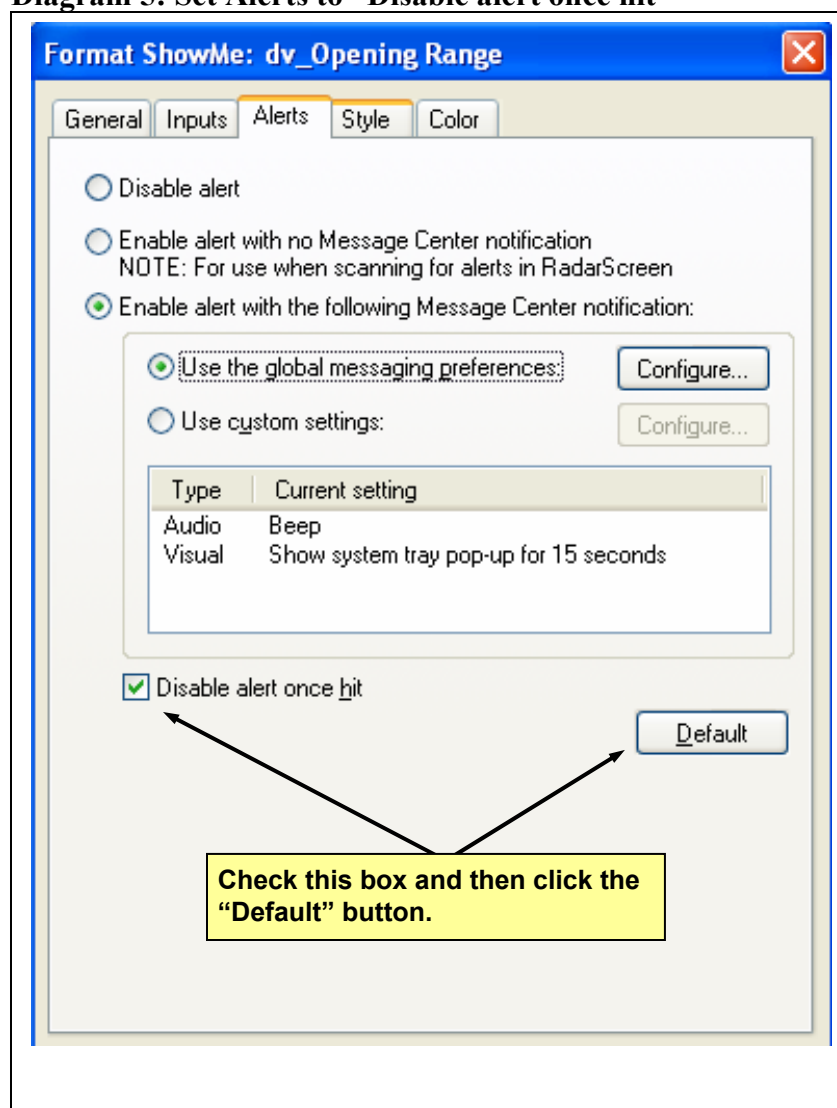 Diagram 5: Set Alerts to "Disable alert once hit"
Format ShowMe: dv_Opening Range
General Inputs Alerts Style Color
Disable alert
Enable alert with no Message Center notification
NOTE: For use when scanning for alerts in RadarScreen
Enable alert with the following Message Center notification:
Use the global messaging preferences: Configure...
Use custom settings: Configure...
Type Current setting
Audio Beep
Visual Show system tray pop-up for 15 seconds
Disable alert once hit
Default
Check this box and then click the
“Default” button.